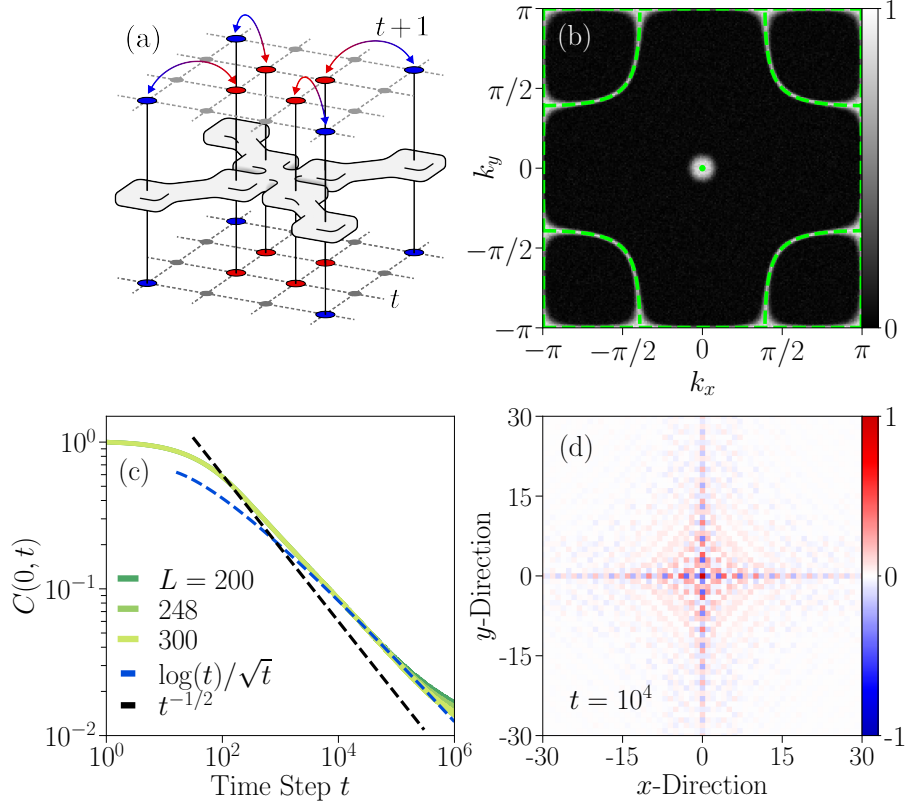 (a)
t + 1
t
(b)
π
π/2
0
−π/2
−π
k_y
−π
−π/2
0
π/2
π
k_x
1
0
(c)
10^0
10^{-1}
10^{-2}
C(0, t)
L = 200
248
300
log(t)/√t
t^{-1/2}
10^0
10^2
10^4
10^6
Time Step t
(d)
30
15
0
-15
-30
y-Direction
t = 10^4
-30
-15
0
15
30
x-Direction
1
0
-1